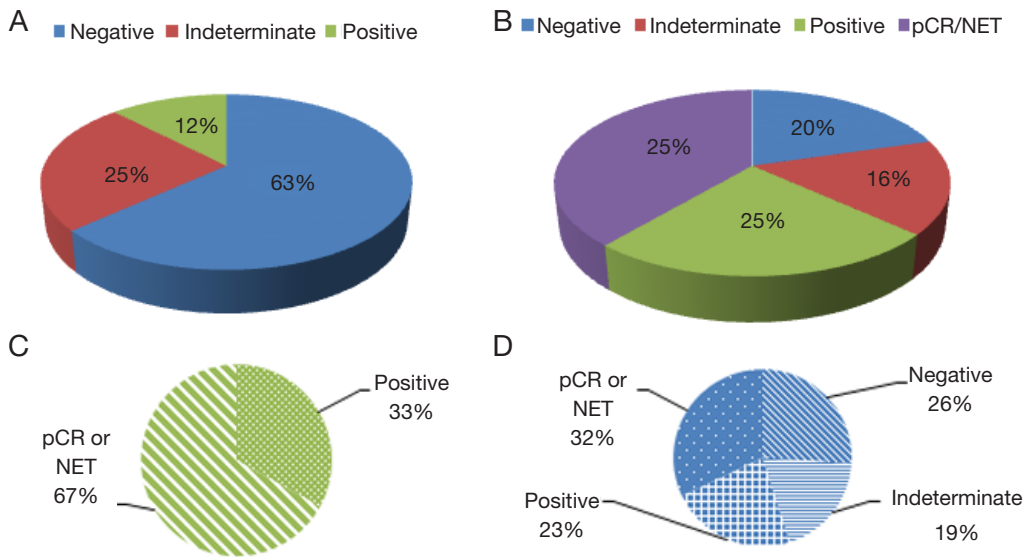 A
Negative Indeterminate Positive
12%
25%
63%
B
Negative Indeterminate Positive pCR/NET
25%
20%
16%
25%
C
Positive
33%
pCR or
NET
67%
D
pCR or
NET
32%
Negative
26%
Positive
23%
Indeterminate
19%